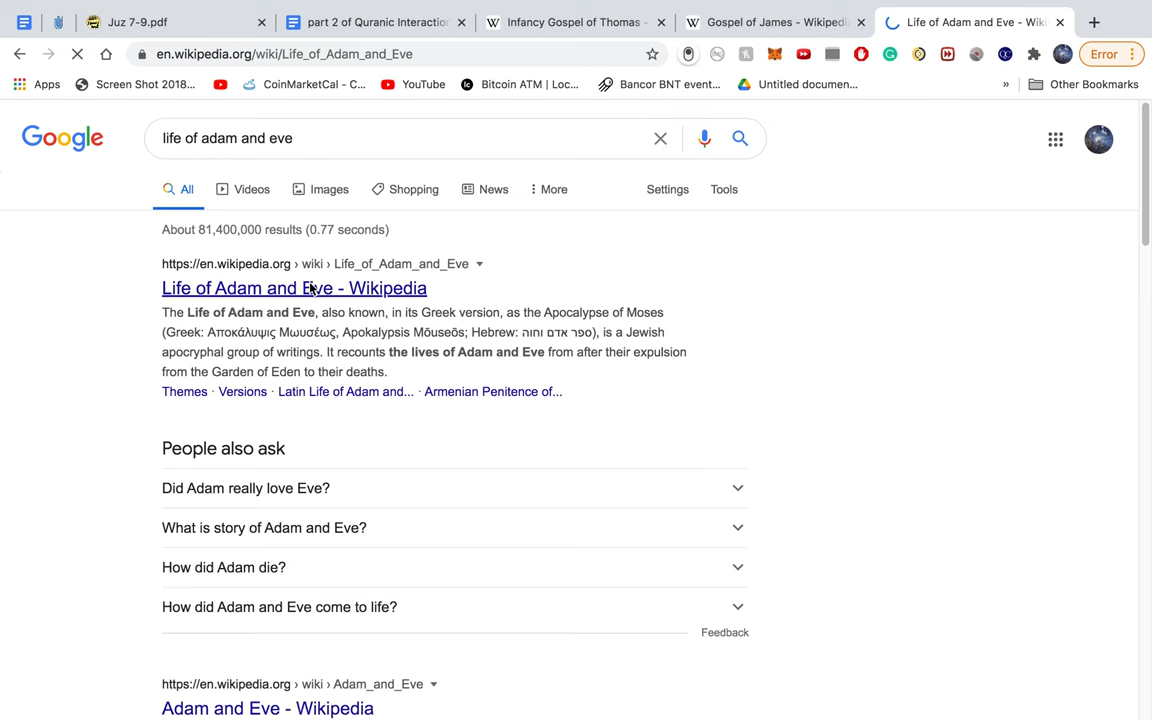 Juz 7-9.pdf
part 2 of Quranic Interaction
Infancy Gospel of Thomas -
Gospel of James - Wikipedi
Life of Adam and Eve - Wiki
en.wikipedia.org/wiki/Life_of_Adam_and_Eve
Error
Apps
Screen Shot 2018...
CoinMarketCal - C...
YouTube
Bitcoin ATM | Loc...
Bancor BNT event...
Untitled documen...
»
Other Bookmarks
Google
life of adam and eve
All
Videos
Images
Shopping
News
More
Settings
Tools
About 81,400,000 results (0.77 seconds)
https://en.wikipedia.org › wiki › Life_of_Adam_and_Eve
Life of Adam and Eve - Wikipedia
The Life of Adam and Eve, also known, in its Greek version, as the Apocalypse of Moses
(Greek: Αποκάλυψις Μωυσέως, Apokalypsis Mōuseōs; Hebrew: ספר אדם וחוה), is a Jewish
apocryphal group of writings. It recounts the lives of Adam and Eve from after their expulsion
from the Garden of Eden to their deaths.
Themes · Versions · Latin Life of Adam and... · Armenian Penitence of...
People also ask
Did Adam really love Eve?
What is story of Adam and Eve?
How did Adam die?
How did Adam and Eve come to life?
Feedback
https://en.wikipedia.org › wiki › Adam_and_Eve
Adam and Eve - Wikipedia